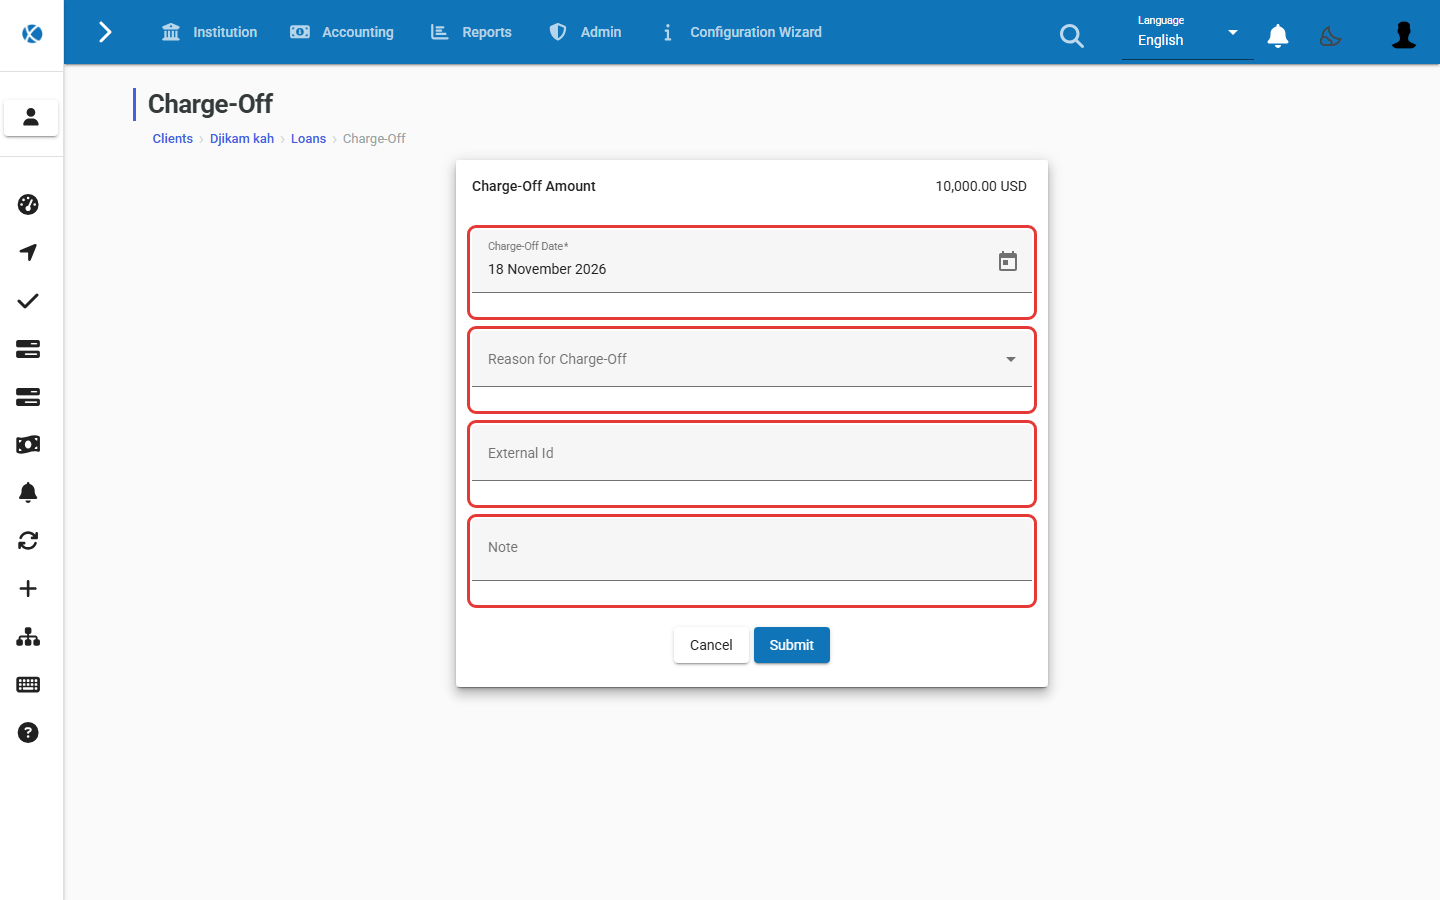 Institution
Accounting
Reports
Admin
Configuration Wizard
Language
English
Charge-Off
Clients › Djikam kah › Loans › Charge-Off
Charge-Off Amount 10,000.00 USD
Charge-Off Date*
18 November 2026
Reason for Charge-Off
External Id
Note
Cancel
Submit